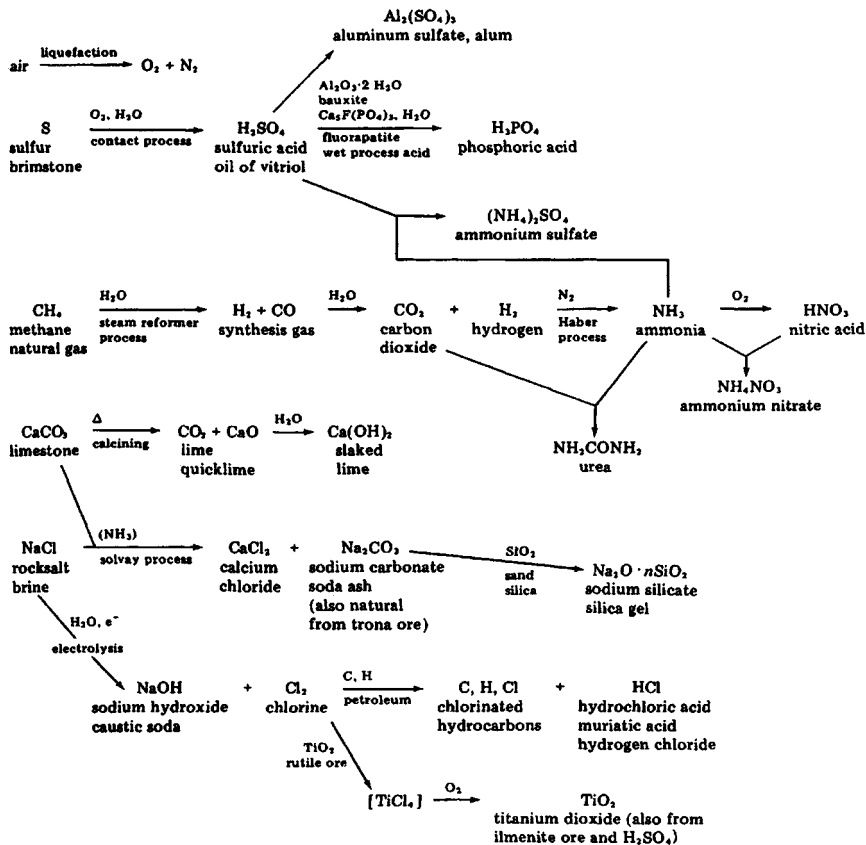 Al₂(SO₄)₃
aluminum sulfate, alum
air
liquefaction
O₂ + N₂
Al₂O₃·2 H₂O
bauxite
S
sulfur
brimstone
O₂, H₂O
contact process
H₂SO₄
sulfuric acid
oil of vitriol
Ca₅F(PO₄)₃, H₂O
fluorapatite
wet process acid
H₃PO₄
phosphoric acid
(NH₄)₂SO₄
ammonium sulfate
CH₄
methane
natural gas
H₂O
steam reformer
process
H₂ + CO
synthesis gas
H₂O
CO₂
carbon
dioxide
+
H₂
hydrogen
N₂
Haber
process
NH₃
ammonia
O₂
HNO₃
nitric acid
NH₄NO₃
ammonium nitrate
CaCO₃
limestone
Δ
calcining
CO₂ + CaO
lime
quicklime
H₂O
Ca(OH)₂
slaked
lime
NH₂CONH₂
urea
NaCl
rocksalt
brine
(NH₃)
solvay process
CaCl₂
calcium
chloride
+
Na₂CO₃
sodium carbonate
soda ash
(also natural
from trona ore)
SiO₂
sand
silica
Na₂O · nSiO₂
sodium silicate
silica gel
H₂O, e⁻
electrolysis
NaOH
sodium hydroxide
caustic soda
+
Cl₂
chlorine
C, H
petroleum
C, H, Cl
chlorinated
hydrocarbons
+
HCl
hydrochloric acid
muriatic acid
hydrogen chloride
TiO₂
rutile ore
[TiCl₄]
O₂
TiO₂
titanium dioxide (also from
ilmenite ore and H₂SO₄)